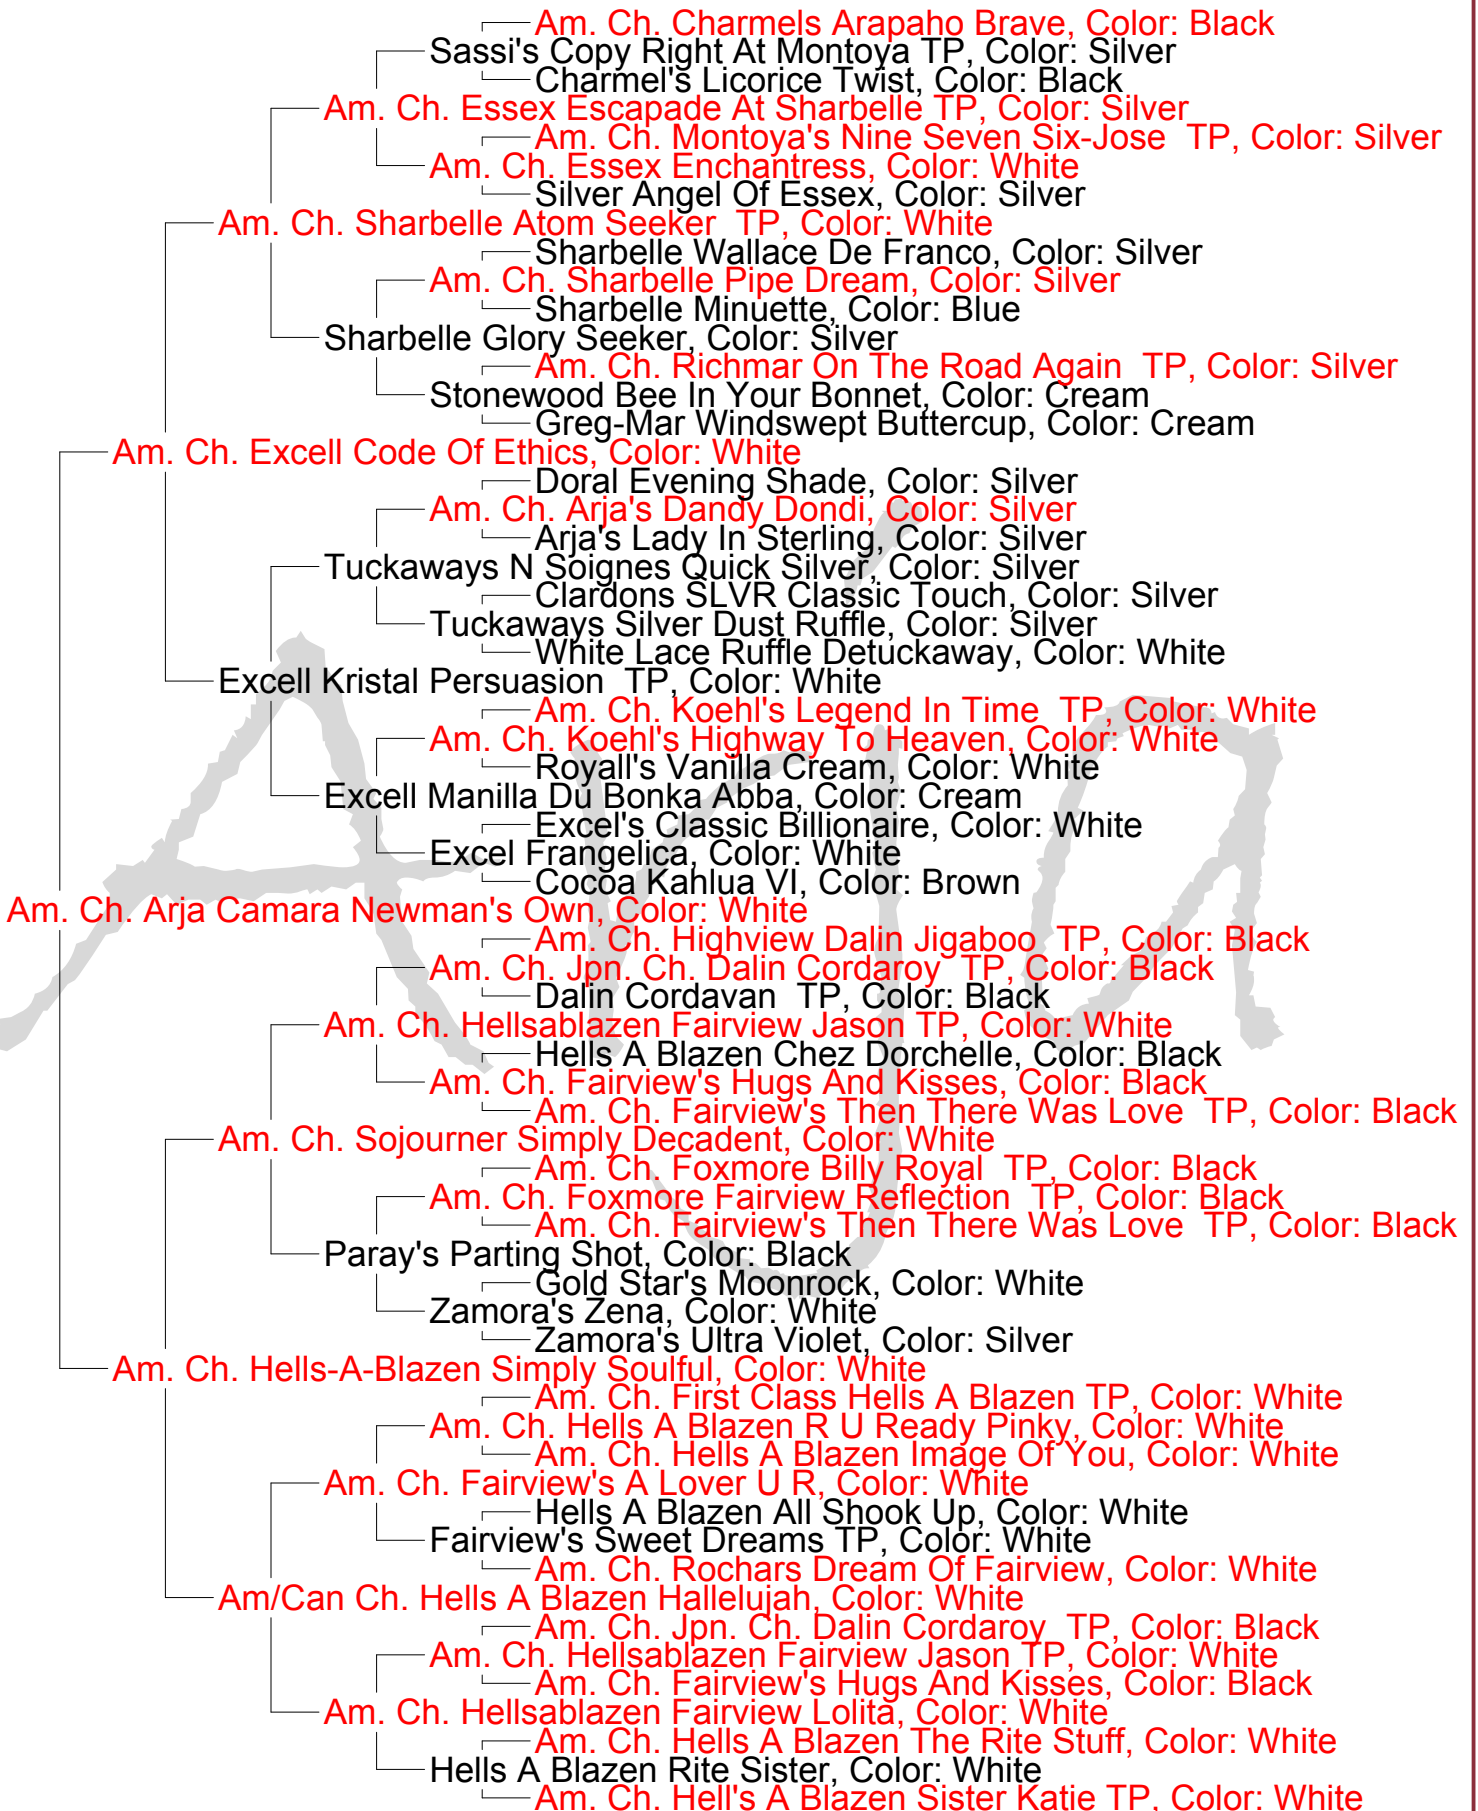 Am. Ch. Charmels Arapaho Brave, Color: Black
Sassi's Copy Right At Montoya TP, Color: Silver
Charmel's Licorice Twist, Color: Black
Am. Ch. Essex Escapade At Sharbelle TP, Color: Silver
Am. Ch. Montoya's Nine Seven Six-Jose  TP, Color: Silver
Am. Ch. Essex Enchantress, Color: White
Silver Angel Of Essex, Color: Silver
Am. Ch. Sharbelle Atom Seeker  TP, Color: White
Sharbelle Wallace De Franco, Color: Silver
Am. Ch. Sharbelle Pipe Dream, Color: Silver
Sharbelle Minuette, Color: Blue
Sharbelle Glory Seeker, Color: Silver
Am. Ch. Richmar On The Road Again  TP, Color: Silver
Stonewood Bee In Your Bonnet, Color: Cream
Greg-Mar Windswept Buttercup, Color: Cream
Am. Ch. Excell Code Of Ethics, Color: White
Doral Evening Shade, Color: Silver
Am. Ch. Arja's Dandy Dondi, Color: Silver
Arja's Lady In Sterling, Color: Silver
Tuckaways N Soignes Quick Silver, Color: Silver
Clardons SLVR Classic Touch, Color: Silver
Tuckaways Silver Dust Ruffle, Color: Silver
White Lace Ruffle Detuckaway, Color: White
Excell Kristal Persuasion  TP, Color: White
Am. Ch. Koehl's Legend In Time  TP, Color: White
Am. Ch. Koehl's Highway To Heaven, Color: White
Royall's Vanilla Cream, Color: White
Excell Manilla Du Bonka Abba, Color: Cream
Excel's Classic Billionaire, Color: White
Excel Frangelica, Color: White
Cocoa Kahlua VI, Color: Brown
Am. Ch. Arja Camara Newman's Own, Color: White
Am. Ch. Highview Dalin Jigaboo  TP, Color: Black
Am. Ch. Jpn. Ch. Dalin Cordaroy  TP, Color: Black
Dalin Cordavan  TP, Color: Black
Am. Ch. Hellsablazen Fairview Jason TP, Color: White
Hells A Blazen Chez Dorchelle, Color: Black
Am. Ch. Fairview's Hugs And Kisses, Color: Black
Am. Ch. Fairview's Then There Was Love  TP, Color: Black
Am. Ch. Sojourner Simply Decadent, Color: White
Am. Ch. Foxmore Billy Royal  TP, Color: Black
Am. Ch. Foxmore Fairview Reflection  TP, Color: Black
Am. Ch. Fairview's Then There Was Love  TP, Color: Black
Paray's Parting Shot, Color: Black
Gold Star's Moonrock, Color: White
Zamora's Zena, Color: White
Zamora's Ultra Violet, Color: Silver
Am. Ch. Hells-A-Blazen Simply Soulful, Color: White
Am. Ch. First Class Hells A Blazen TP, Color: White
Am. Ch. Hells A Blazen R U Ready Pinky, Color: White
Am. Ch. Hells A Blazen Image Of You, Color: White
Am. Ch. Fairview's A Lover U R, Color: White
Hells A Blazen All Shook Up, Color: White
Fairview's Sweet Dreams TP, Color: White
Am. Ch. Rochars Dream Of Fairview, Color: White
Am/Can Ch. Hells A Blazen Hallelujah, Color: White
Am. Ch. Jpn. Ch. Dalin Cordaroy  TP, Color: Black
Am. Ch. Hellsablazen Fairview Jason TP, Color: White
Am. Ch. Fairview's Hugs And Kisses, Color: Black
Am. Ch. Hellsablazen Fairview Lolita, Color: White
Am. Ch. Hells A Blazen The Rite Stuff, Color: White
Hells A Blazen Rite Sister, Color: White
Am. Ch. Hell's A Blazen Sister Katie TP, Color: White
Arja